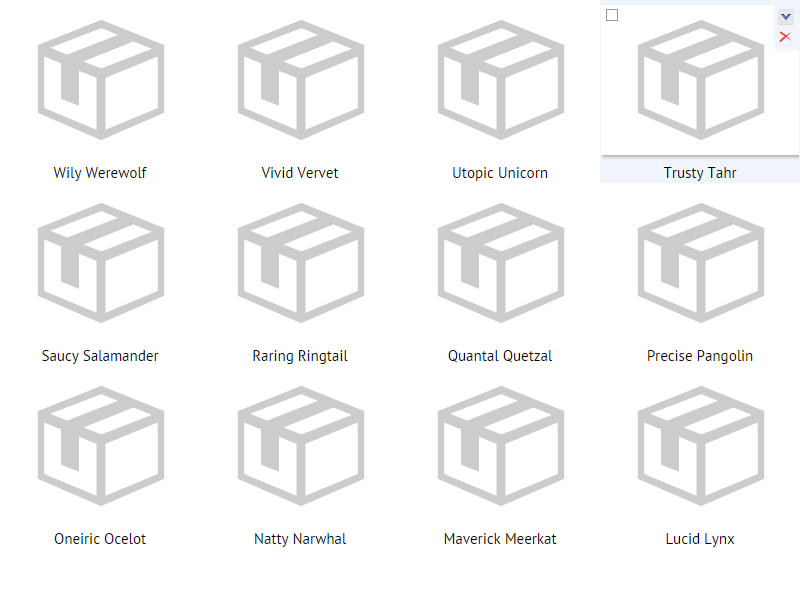 Wily Werewolf
Vivid Vervet
Utopic Unicorn
Trusty Tahr
Saucy Salamander
Raring Ringtail
Quantal Quetzal
Precise Pangolin
Oneiric Ocelot
Natty Narwhal
Maverick Meerkat
Lucid Lynx